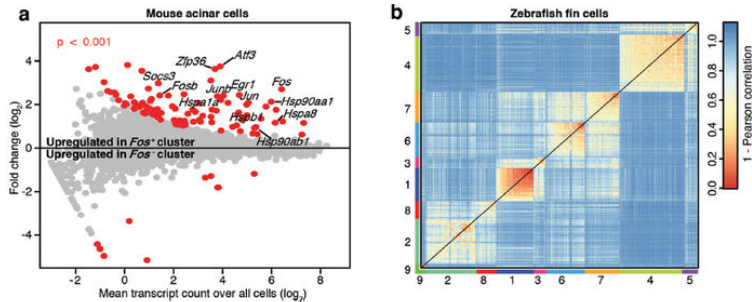 a
Mouse acinar cells
p < 0.001
Zfp36
Atf3
Socs3
Fosb
Junb
Egr1
Fos
Hspa1a
Jun
Hsp90aa1
Hspb1
Hspa8
Hsp90ab1
Upregulated in Fos+ cluster
Upregulated in Fos- cluster
Fold change (log2)
4
2
0
-2
-4
-2
0
2
4
6
8
Mean transcript count over all cells (log2)
b
Zebrafish fin cells
5
4
7
6
3
1
8
2
9
9
2
8
1
3
6
7
4
5
1 - Pearson correlation
1.0
0.8
0.6
0.4
0.2
0.0